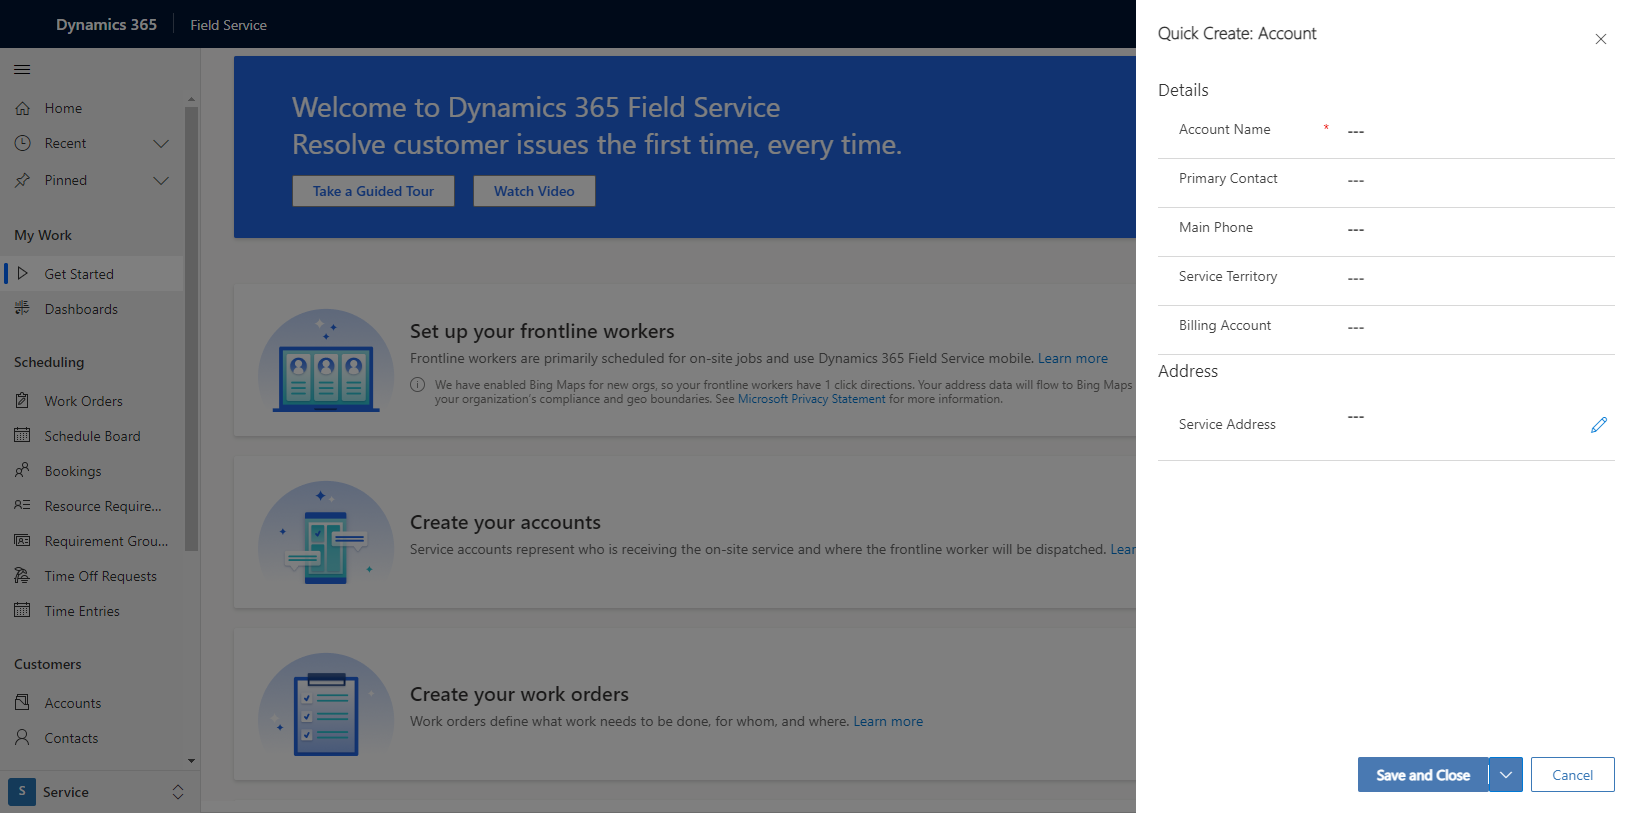 Dynamics 365
Field Service
Home
Recent
Pinned
My Work
Get Started
Dashboards
Scheduling
Work Orders
Schedule Board
Bookings
Resource Require...
Requirement Grou...
Time Off Requests
Time Entries
Customers
Accounts
Contacts
S
Service
Welcome to Dynamics 365 Field Service
Resolve customer issues the first time, every time.
Take a Guided Tour
Watch Video
Set up your frontline workers
Frontline workers are primarily scheduled for on-site jobs and use Dynamics 365 Field Service mobile. Learn more
We have enabled Bing Maps for new orgs, so your frontline workers have 1 click directions. Your address data will flow to Bing Maps
your organization's compliance and geo boundaries. See Microsoft Privacy Statement for more information.
Create your accounts
Service accounts represent who is receiving the on-site service and where the frontline worker will be dispatched. Lear
Create your work orders
Work orders define what work needs to be done, for whom, and where. Learn more
Quick Create: Account
Details
Account Name * ---
Primary Contact ---
Main Phone ---
Service Territory ---
Billing Account ---
Address
Service Address ---
Save and Close
Cancel